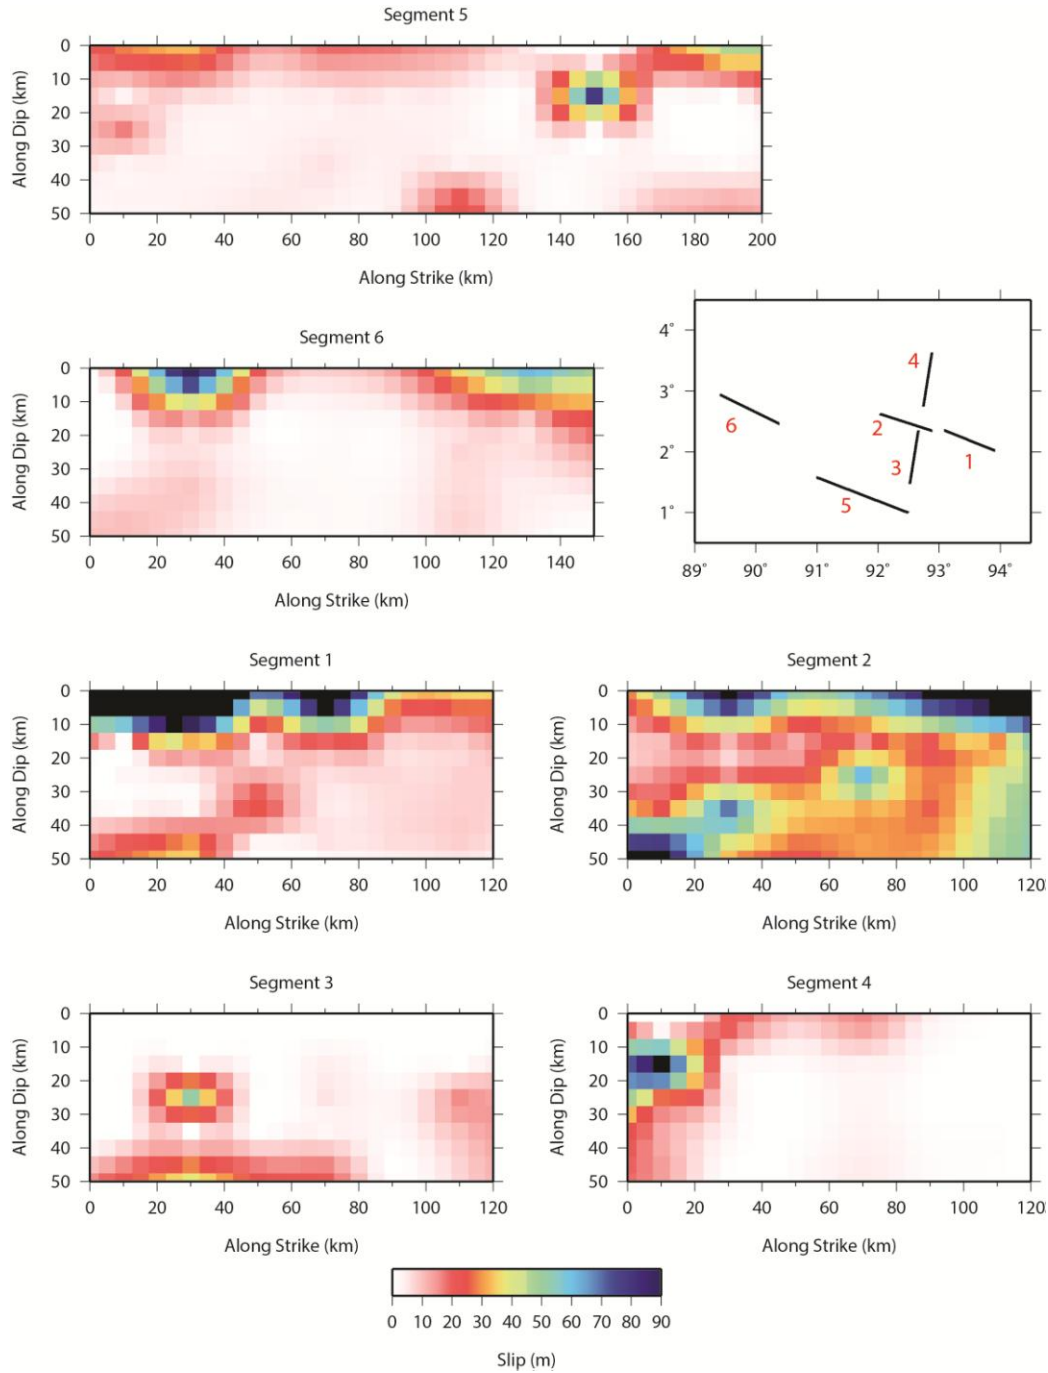 Segment 5
Along Dip (km)
0
10
20
30
40
50
0 20 40 60 80 100 120 140 160 180 200
Along Strike (km)
Segment 6
Along Dip (km)
0
10
20
30
40
50
0 20 40 60 80 100 120 140
Along Strike (km)
4°
3°
2°
1°
89° 90° 91° 92° 93° 94°
4
6
2
1
3
5
Segment 1
Along Dip (km)
0
10
20
30
40
50
0 20 40 60 80 100 120
Along Strike (km)
Segment 2
Along Dip (km)
0
10
20
30
40
50
0 20 40 60 80 100 120
Along Strike (km)
Segment 3
Along Dip (km)
0
10
20
30
40
50
0 20 40 60 80 100 120
Along Strike (km)
Segment 4
Along Dip (km)
0
10
20
30
40
50
0 20 40 60 80 100 120
Along Strike (km)
0 10 20 30 40 50 60 70 80 90
Slip (m)